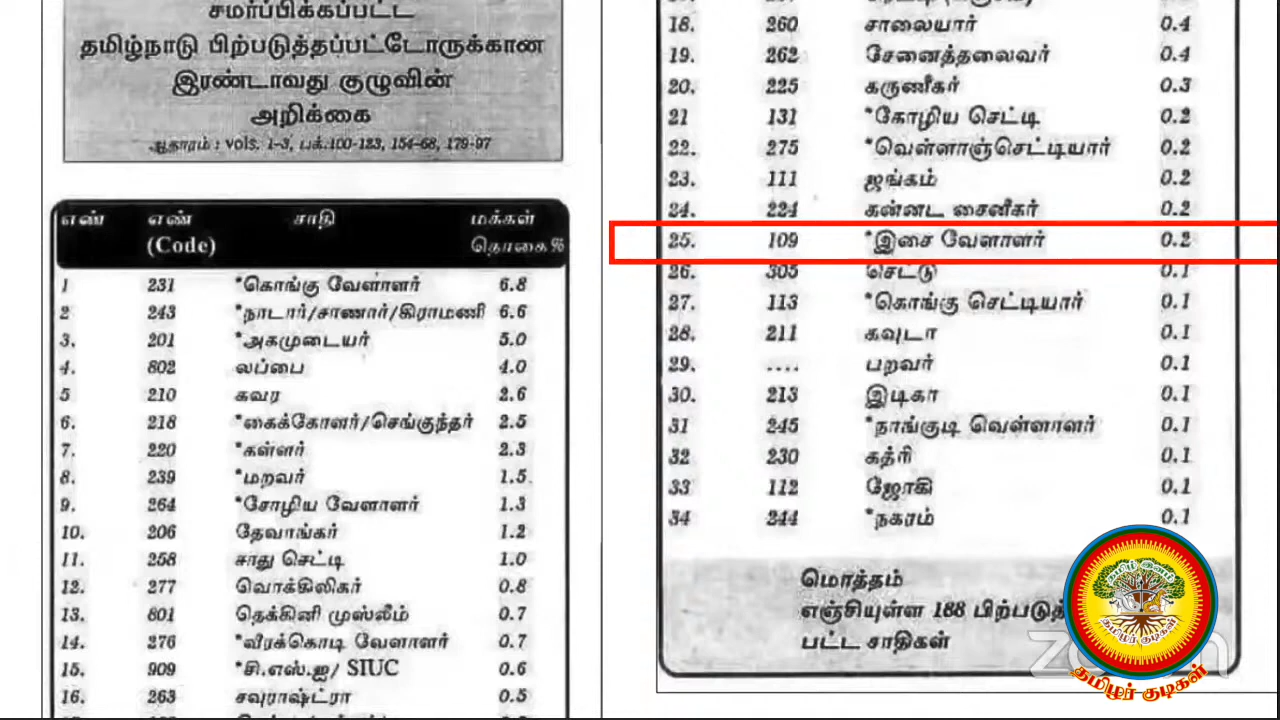 சமர்ப்பிக்கப்பட்ட
தமிழ்நாடு பிற்படுத்தப்பட்டோருக்கான
இரண்டாவது குழுவின்
அறிக்கை
ஆதாரம் : vols. 1-3, பக்.100-123, 154-68, 179-97
எண் எண் (Code) சாதி மக்கள் தொகை %
1 231 *கொங்கு வேளாளர் 6.8
2 243 *நாடார்/சாணார்/கிராமணி 6.6
3. 201 *அகமுடையர் 5.0
4. 802 லப்பை 4.0
5 210 கவர 2.6
6. 218 *கைக்கோளர்/செங்குந்தர் 2.5
7. 220 *கள்ளர் 2.3
8. 239 *மறவர் 1.5
9. 264 *சோழிய வேளாளர் 1.3
10. 206 தேவாங்கர் 1.2
11. 258 சாது செட்டி 1.0
12. 277 வொக்கிலிகர் 0.8
13. 801 தெக்கினி முஸ்லீம் 0.7
14. 276 *வீரக்கொடி வேளாளர் 0.7
15. 909 *சி.எஸ்.ஐ/ SIUC 0.6
16. 263 சவுராஷ்ட்ரா 0.5
18. 260 சாலையார் 0.4
19. 262 சேனைத்தலைவர் 0.4
20. 225 கருணீகர் 0.3
21 131 *கோழிய செட்டி 0.2
22. 275 *வெள்ளாஞ்செட்டியார் 0.2
23. 111 ஜங்கம் 0.2
24. 224 கன்னட சைனீகர் 0.2
25. 109 *இசை வேளாளர் 0.2
26. 305 செட்டு 0.1
27. 113 *கொங்கு செட்டியார் 0.1
28. 211 கவுடா 0.1
29. .... பறவர் 0.1
30. 213 இடிகா 0.1
31 245 *நாங்குடி வெள்ளாளர் 0.1
32 230 கத்ரி 0.1
33 112 ஜோகி 0.1
34 244 *நகரம் 0.1
மொத்தம்
எஞ்சியுள்ள 188 பிற்படுத்
பட்ட சாதிகள்
zoom
தமிழ் இனம்
தமிழர் குடிகள்
தமிழர் குடிகள்